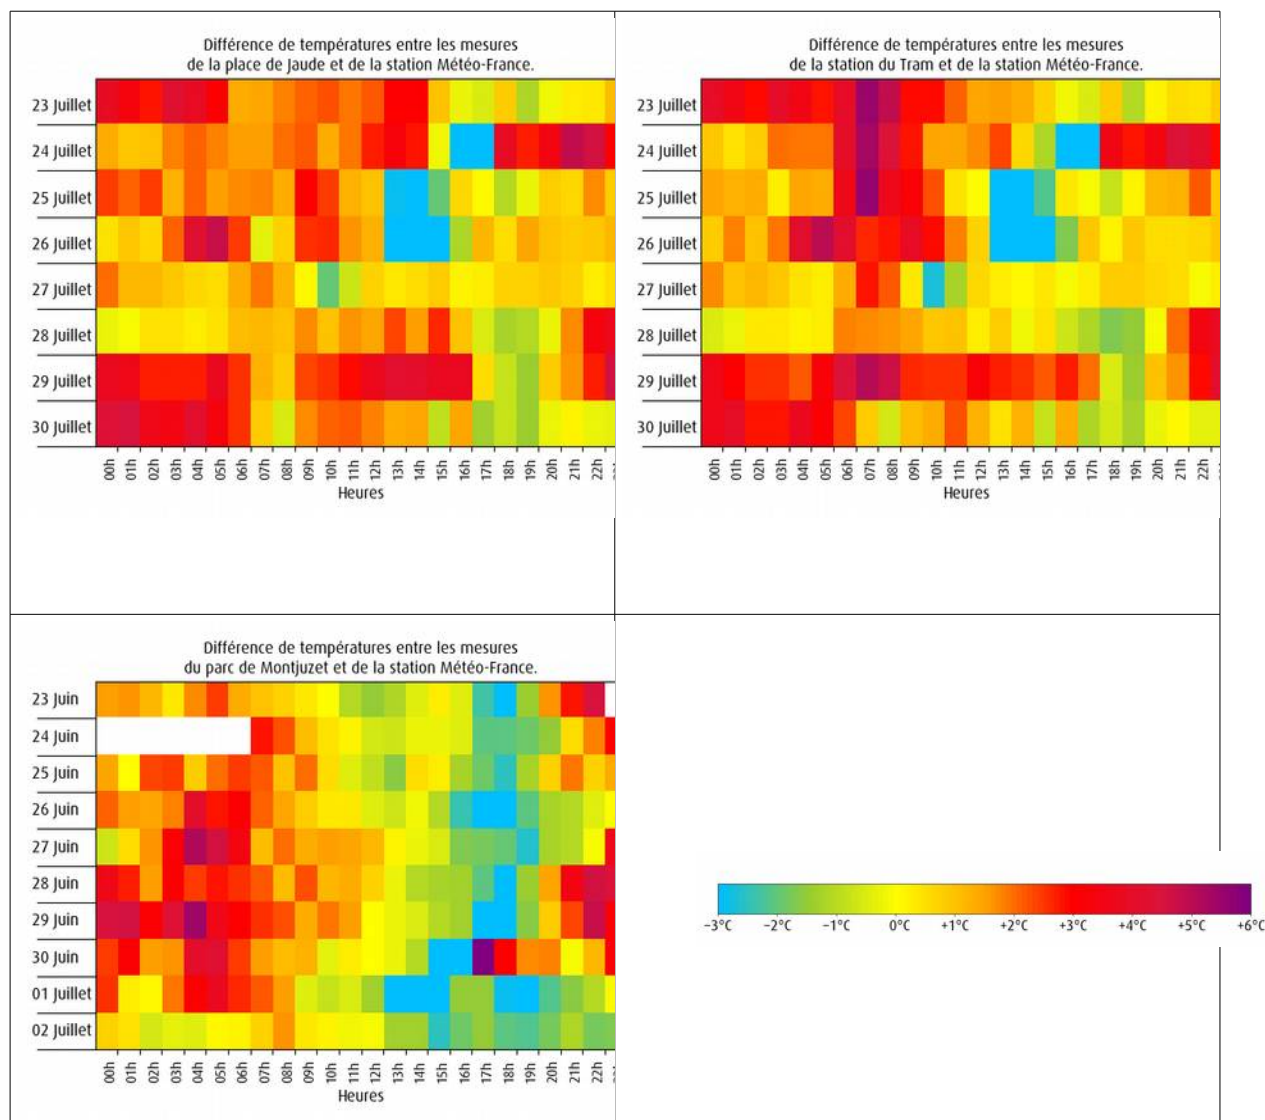 Différence de températures entre les mesures
de la place de Jaude et de la station Météo-France.
23 Juillet
24 Juillet
25 Juillet
26 Juillet
27 Juillet
28 Juillet
29 Juillet
30 Juillet
00h 01h 02h 03h 04h 05h 06h 07h 08h 09h 10h 11h 12h 13h 14h 15h 16h 17h 18h 19h 20h 21h 22h
Heures
Différence de températures entre les mesures
de la station du Tram et de la station Météo-France.
23 Juillet
24 Juillet
25 Juillet
26 Juillet
27 Juillet
28 Juillet
29 Juillet
30 Juillet
00h 01h 02h 03h 04h 05h 06h 07h 08h 09h 10h 11h 12h 13h 14h 15h 16h 17h 18h 19h 20h 21h 22h
Heures
Différence de températures entre les mesures
du parc de Montjuzet et de la station Météo-France.
23 Juin
24 Juin
25 Juin
26 Juin
27 Juin
28 Juin
29 Juin
30 Juin
01 Juillet
02 Juillet
00h 01h 02h 03h 04h 05h 06h 07h 08h 09h 10h 11h 12h 13h 14h 15h 16h 17h 18h 19h 20h 21h 22h
Heures
−3°C −2°C −1°C 0°C +1°C +2°C +3°C +4°C +5°C +6°C